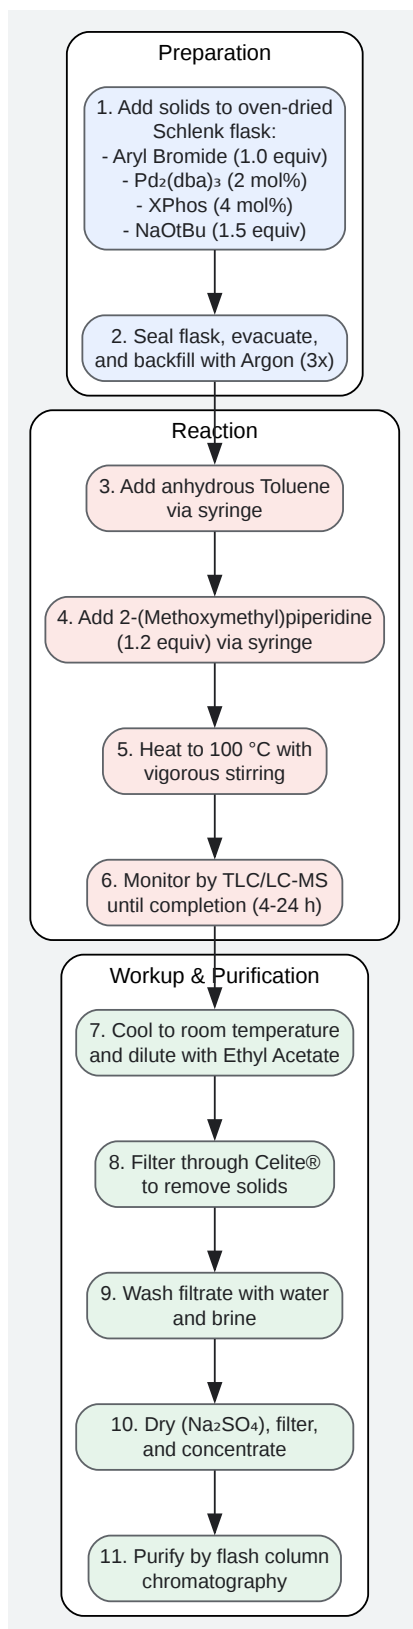 Preparation
1. Add solids to oven-dried
Schlenk flask:
- Aryl Bromide (1.0 equiv)
- Pd₂(dba)₃ (2 mol%)
- XPhos (4 mol%)
- NaOtBu (1.5 equiv)
2. Seal flask, evacuate,
and backfill with Argon (3x)
Reaction
3. Add anhydrous Toluene
via syringe
4. Add 2-(Methoxymethyl)piperidine
(1.2 equiv) via syringe
5. Heat to 100 °C with
vigorous stirring
6. Monitor by TLC/LC-MS
until completion (4-24 h)
Workup & Purification
7. Cool to room temperature
and dilute with Ethyl Acetate
8. Filter through Celite®
to remove solids
9. Wash filtrate with water
and brine
10. Dry (Na₂SO₄), filter,
and concentrate
11. Purify by flash column
chromatography